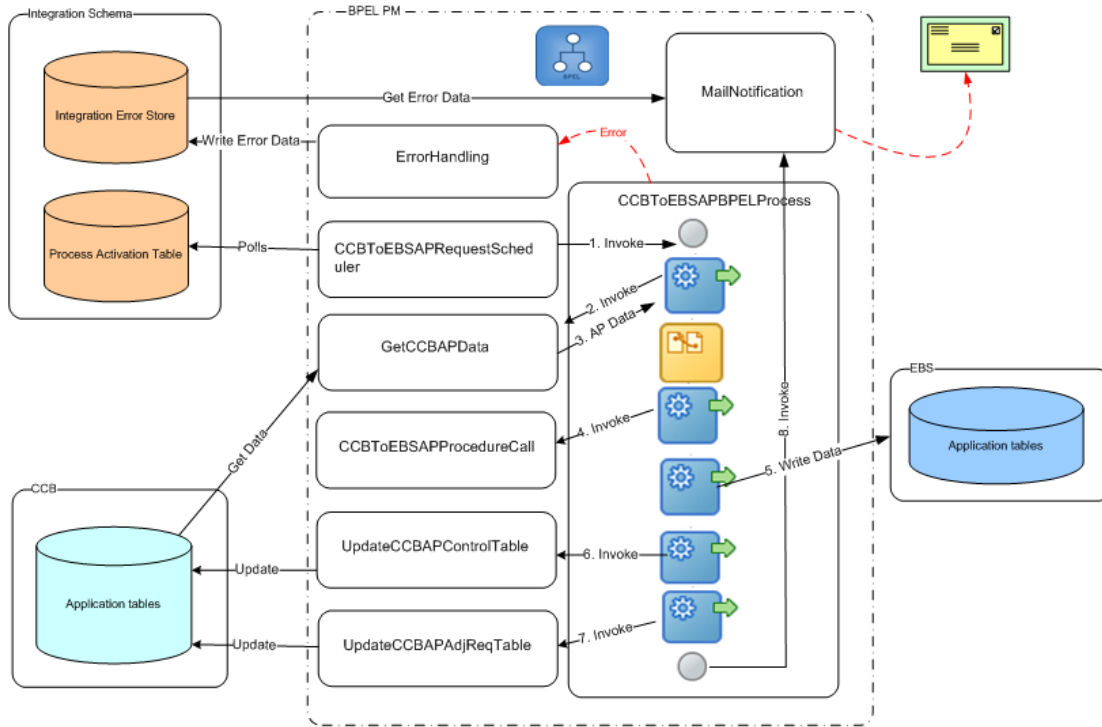 Integration Schema
BPEL PM
BPEL
Integration Error Store
Get Error Data
MailNotification
Write Error Data
ErrorHandling
Error
CCBToEBSAPBPELProcess
Process Activation Table
Polls
CCBToEBSAPRequestSched
uler
1. Invoke
2. Invoke
3. AP Data
GetCCBAPData
EBS
Application tables
Get Data
CCBToEBSAPProcedureCall
4. Invoke
8. Invoke
5. Write Data
CCB
Application tables
Update
UpdateCCBAPControlTable
6. Invoke
Update
UpdateCCBAPAdjReqTable
7. Invoke